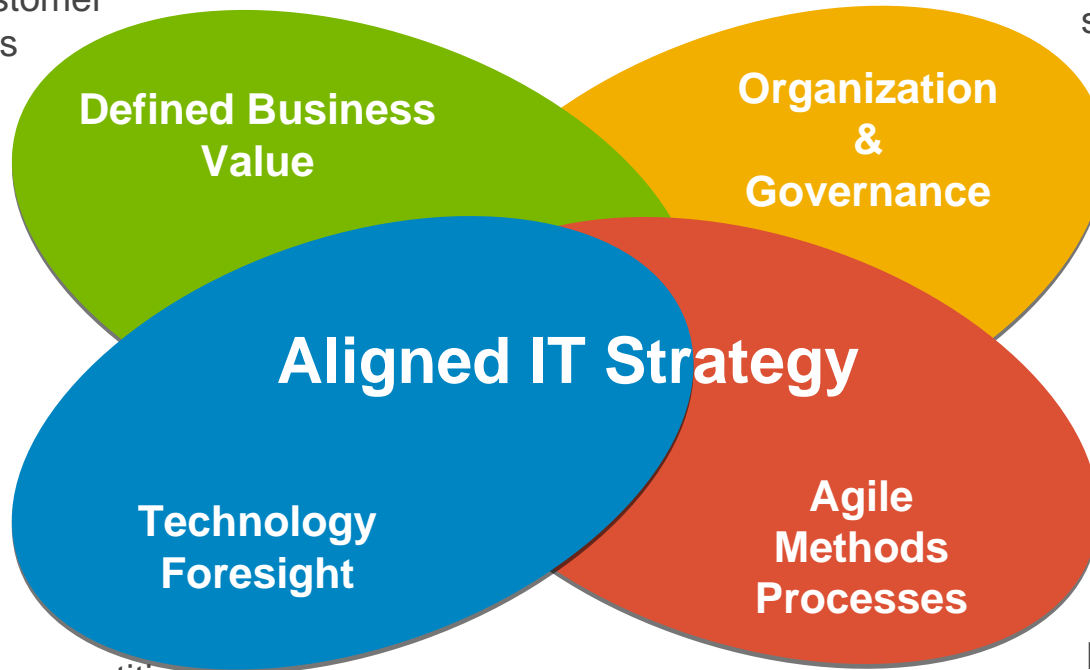 Defined Business
Value
Organization
&
Governance
Aligned IT Strategy
Technology
Foresight
Agile
Methods
Processes